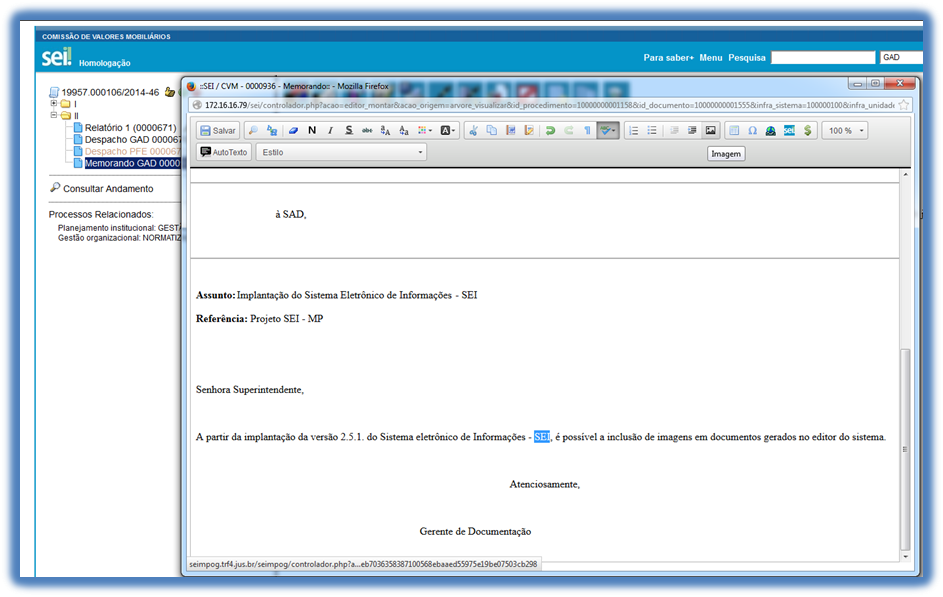 COMISSÃO DE VALORES MOBILIÁRIOS
sei!
Homologação
Para saber+ Menu Pesquisa
GAD
19957.000106/2014-46
I
II
Relatório 1 (0000671)
Despacho GAD 000067
Despacho PFE 000067
Memorando GAD 0000
Consultar Andamento
Processos Relacionados:
Planejamento institucional: GESTÃ
Gestão organizacional: NORMATIZ
::SEI / CVM - 0000936 - Memorando:: - Mozilla Firefox
172.16.16.79/sei/controlador.php?acao=editor_montar&acao_origem=arvore_visualizar&id_procedimento=10000000001158&id_documento=10000000001555&infra_sistema=100000100&infra_unidade
Salvar
N I S abc
100 %
AutoTexto
Estilo
Imagem
à SAD,
Assunto: Implantação do Sistema Eletrônico de Informações - SEI
Referência: Projeto SEI - MP
Senhora Superintendente,
A partir da implantação da versão 2.5.1. do Sistema eletrônico de Informações - SEI, é possível a inclusão de imagens em documentos gerados no editor do sistema.
Atenciosamente,
Gerente de Documentação
seimpog.trf4.jus.br/seimpog/controlador.php?a...eb7036358387100568ebaaed55975e19be07503cb298